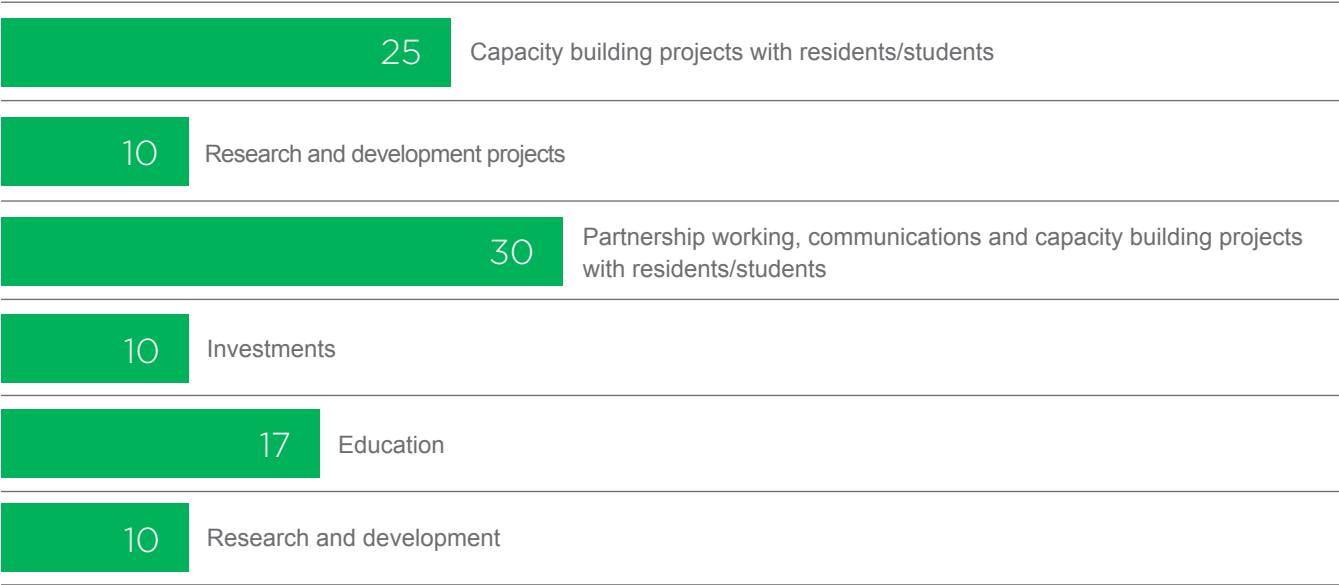 25 Capacity building projects with residents/students
10 Research and development projects
30 Partnership working, communications and capacity building projects
with residents/students
10 Investments
17 Education
10 Research and development